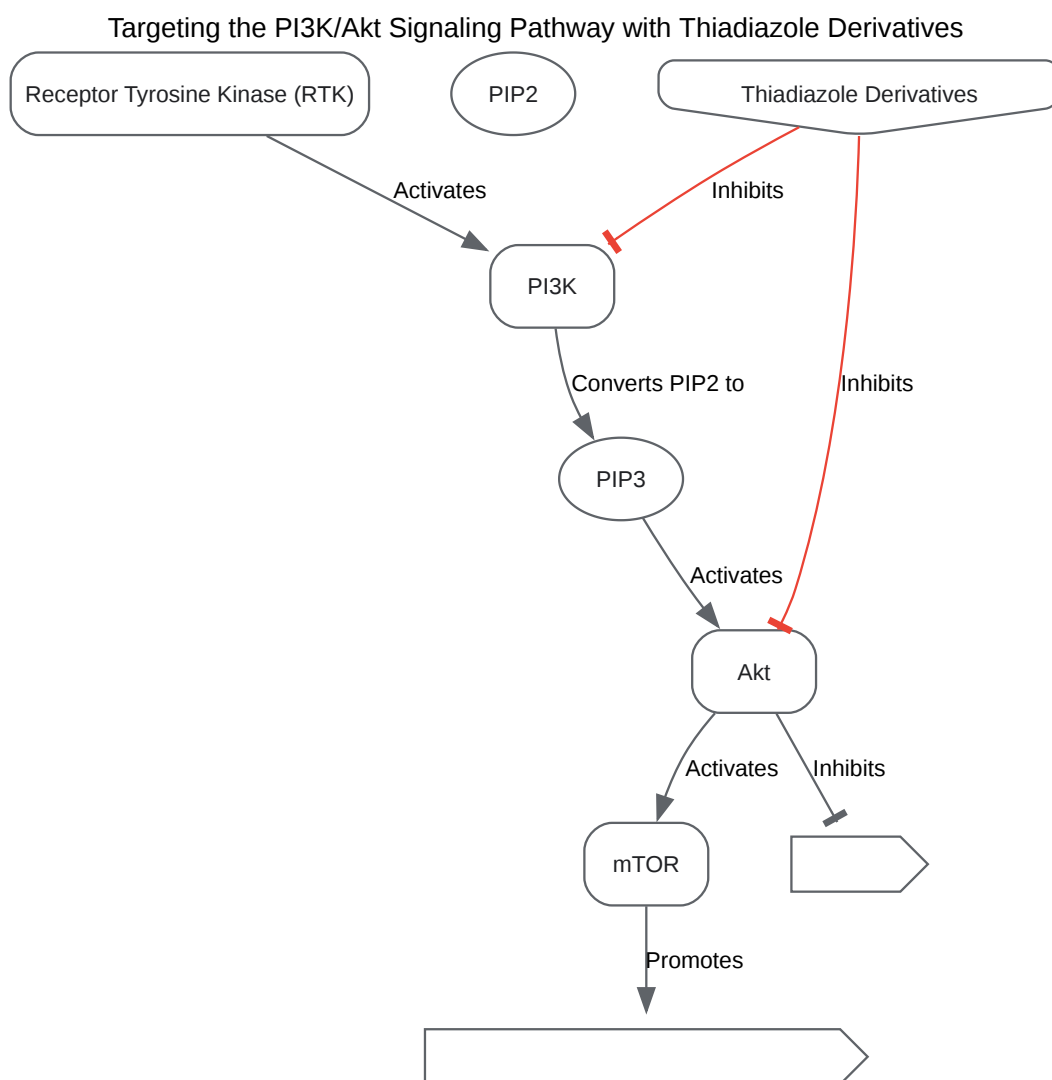 Targeting the PI3K/Akt Signaling Pathway with Thiadiazole Derivatives
Receptor Tyrosine Kinase (RTK)
PIP2
Thiadiazole Derivatives
Activates
Inhibits
PI3K
Converts PIP2 to
Inhibits
PIP3
Activates
Akt
Activates
Inhibits
mTOR
Promotes